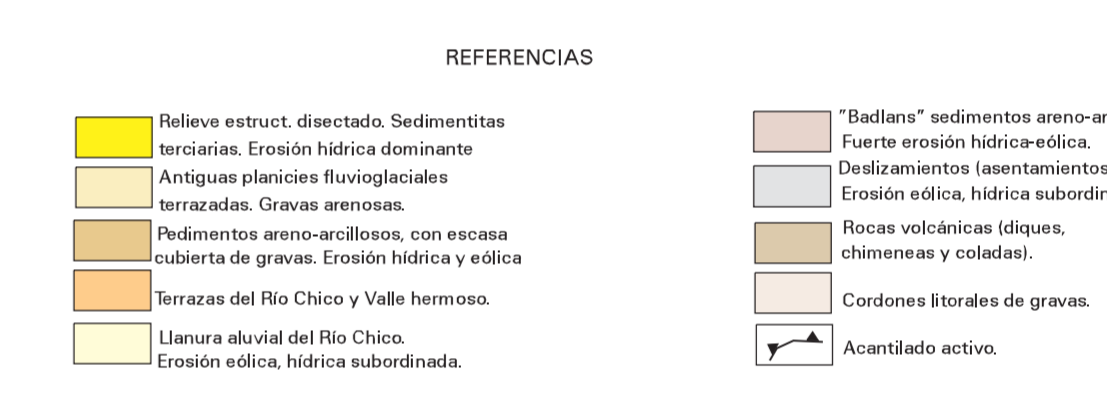 REFERENCIAS
Relieve estruct. disectado. Sedimentitas
terciarias. Erosión hídrica dominante
Antiguas planicies fluvioglaciales
terrazadas. Gravas arenosas.
Pedimentos areno-arcillosos, con escasa
cubierta de gravas. Erosión hídrica y eólica
Terrazas del Río Chico y Valle hermoso.
Llanura aluvial del Río Chico.
Erosión eólica, hídrica subordinada.
"Badlans" sedimentos
Fuerte erosión hídrica-eólica.
Deslizamientos (asentamientos
Erosión eólica, hídrica
Rocas volcánicas (diques,
chimeneas y coladas).
Cordones litorales de gravas.
Acantilado activo.